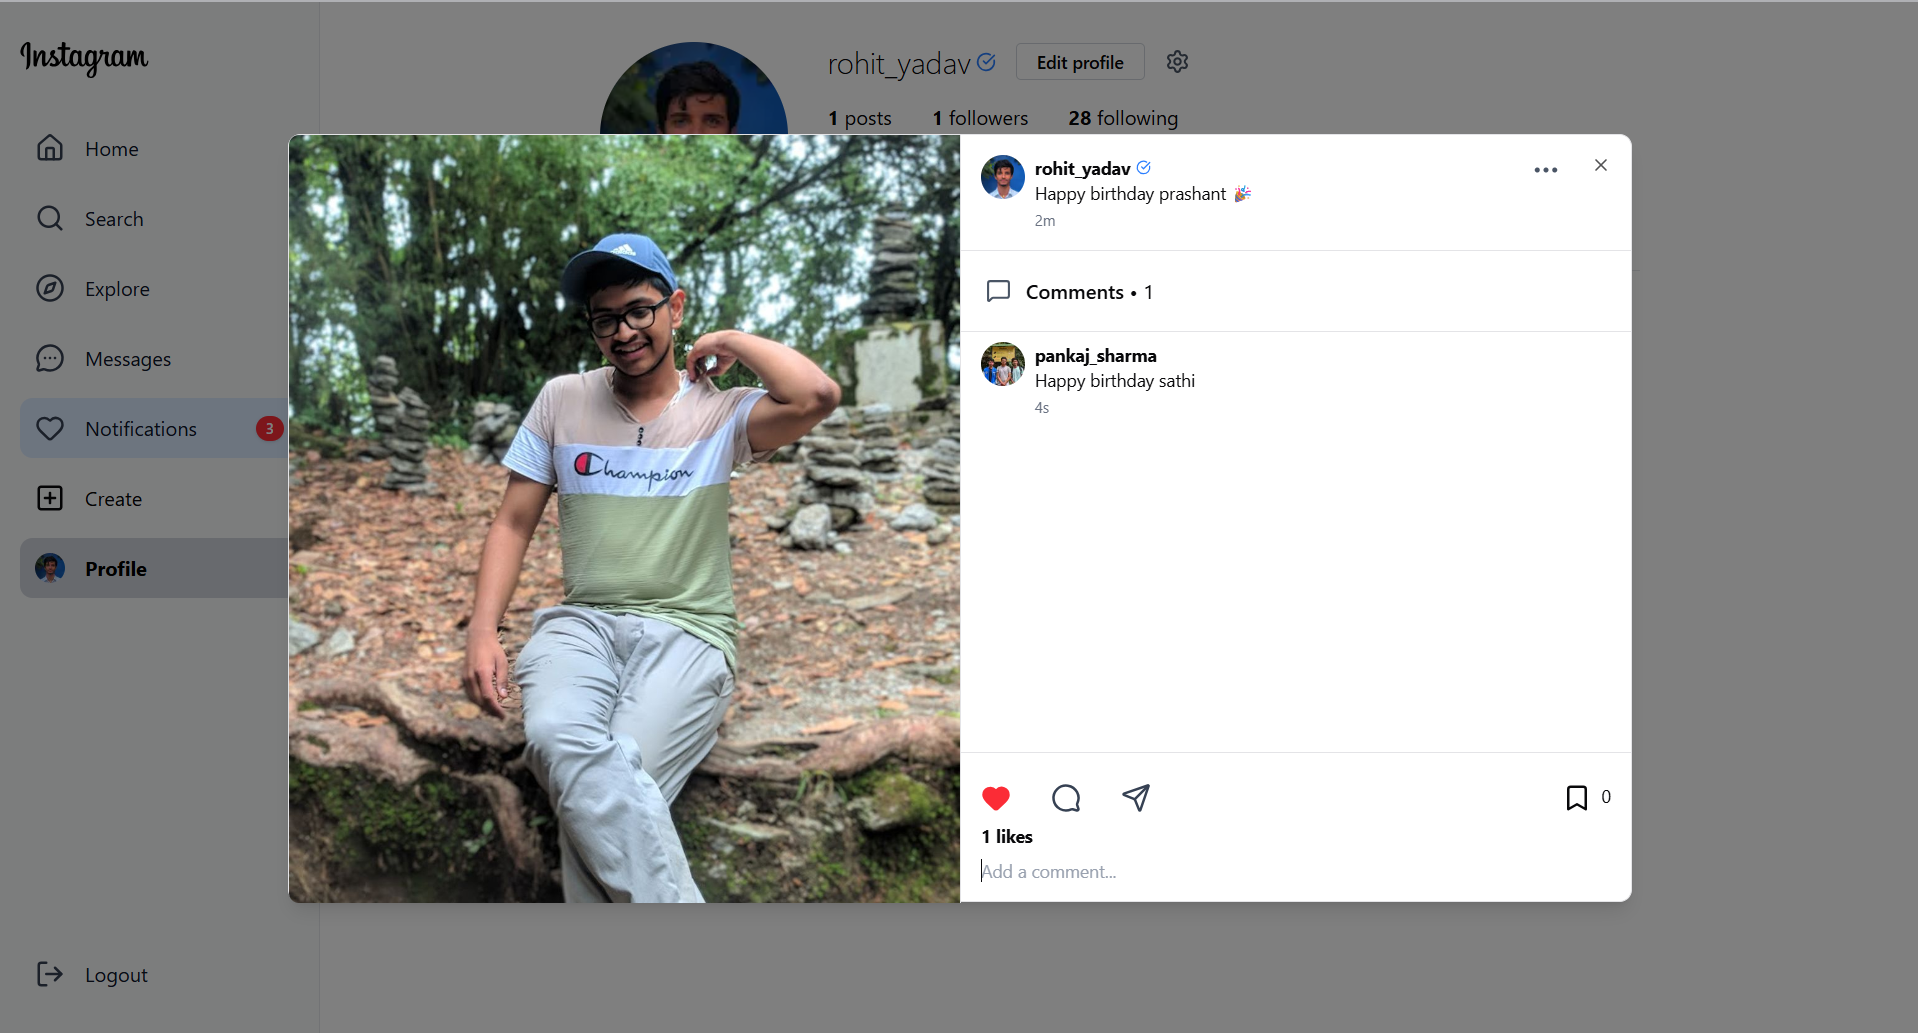 Instagram
Home
Search
Explore
Messages
Notifications
3
Create
Profile
Logout
rohit_yadav
Edit profile
1 posts
1 followers
28 following
Champion
rohit_yadav
Happy birthday prashant 🎉
2m
Comments • 1
pankaj_sharma
Happy birthday sathi
4s
0
1 likes
Add a comment...